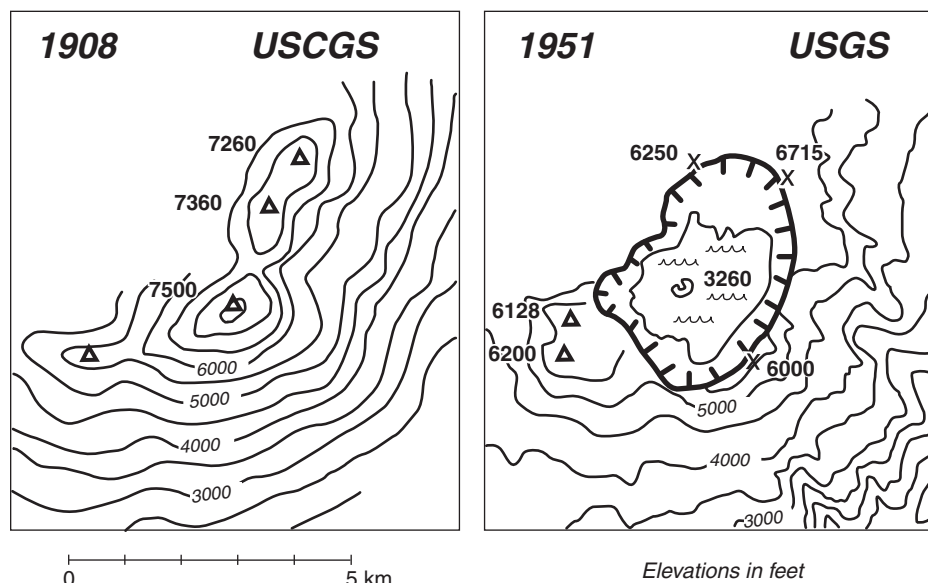 1908 USCGS
7260
7360
7500
6000
5000
4000
3000
0 5 km
1951 USGS
6250 X 6715 X
3260
6128
6200 X 6000
5000
4000
3000
Elevations in feet